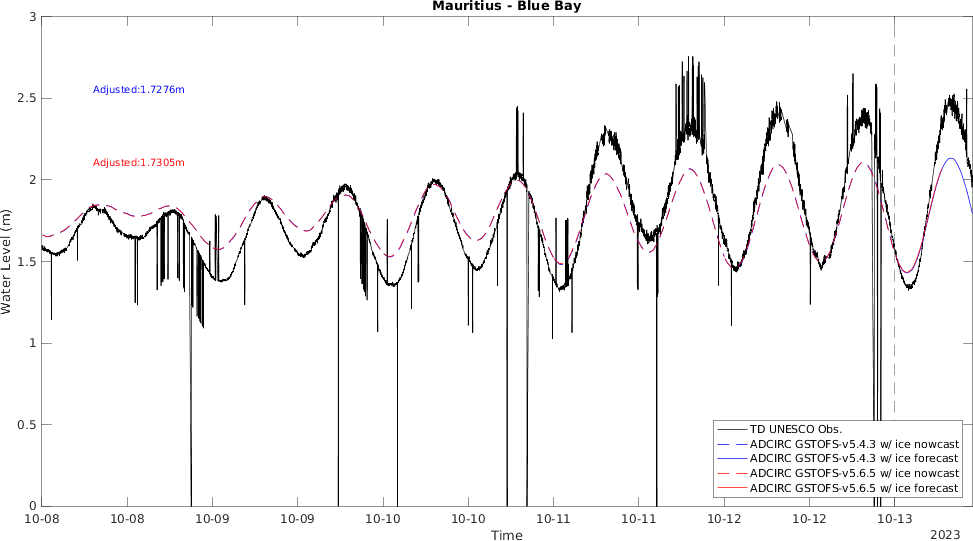 Mauritius - Blue Bay
3
2.5
2
1.5
1
0.5
0
Water Level (m)
Adjusted:1.7276m
Adjusted:1.7305m
TD UNESCO Obs.
ADCIRC GSTOFS-v5.4.3 w/ ice nowcast
ADCIRC GSTOFS-v5.4.3 w/ ice forecast
ADCIRC GSTOFS-v5.6.5 w/ ice nowcast
ADCIRC GSTOFS-v5.6.5 w/ ice forecast
10-08 10-08 10-09 10-09 10-10 10-10 10-11 10-11 10-12 10-12 10-13
Time
2023